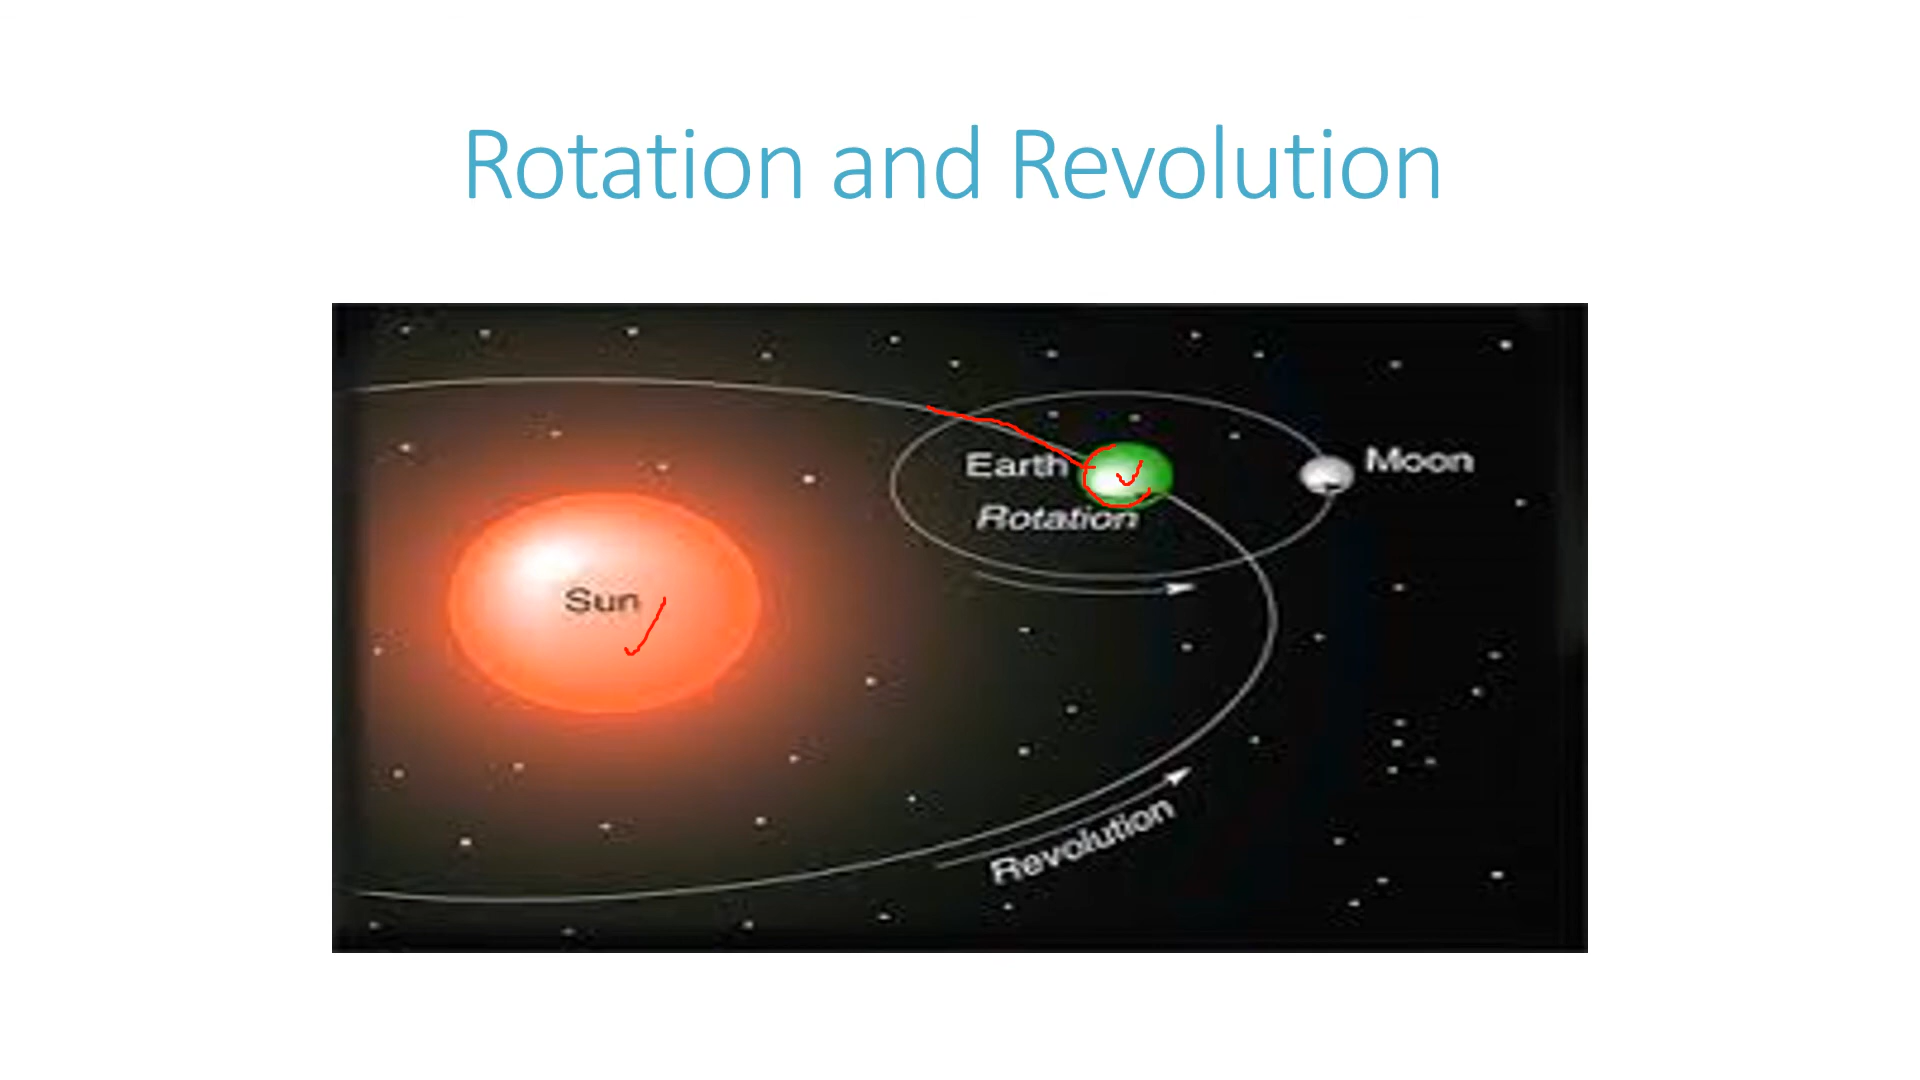 Rotation and Revolution
Earth
Moon
Rotation
Sun
Revolution